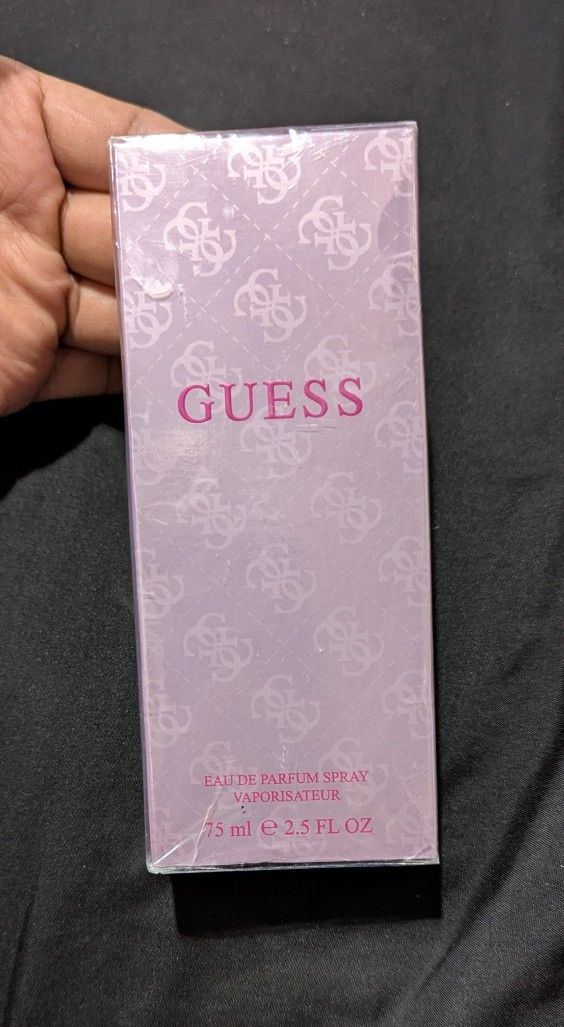 GUESS
EAU DE PARFUM SPRAY
VAPORISATEUR
75 ml ℮ 2.5 FL OZ